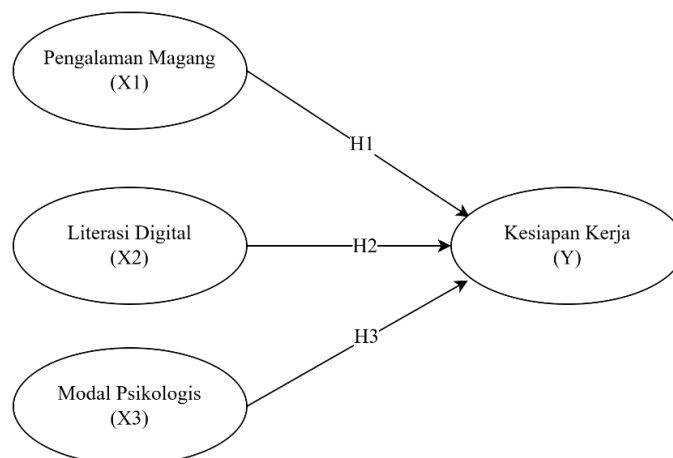 Pengalaman Magang
(X1)
H1
Literasi Digital
(X2)
H2
Kesiapan Kerja
(Y)
H3
Modal Psikologis
(X3)